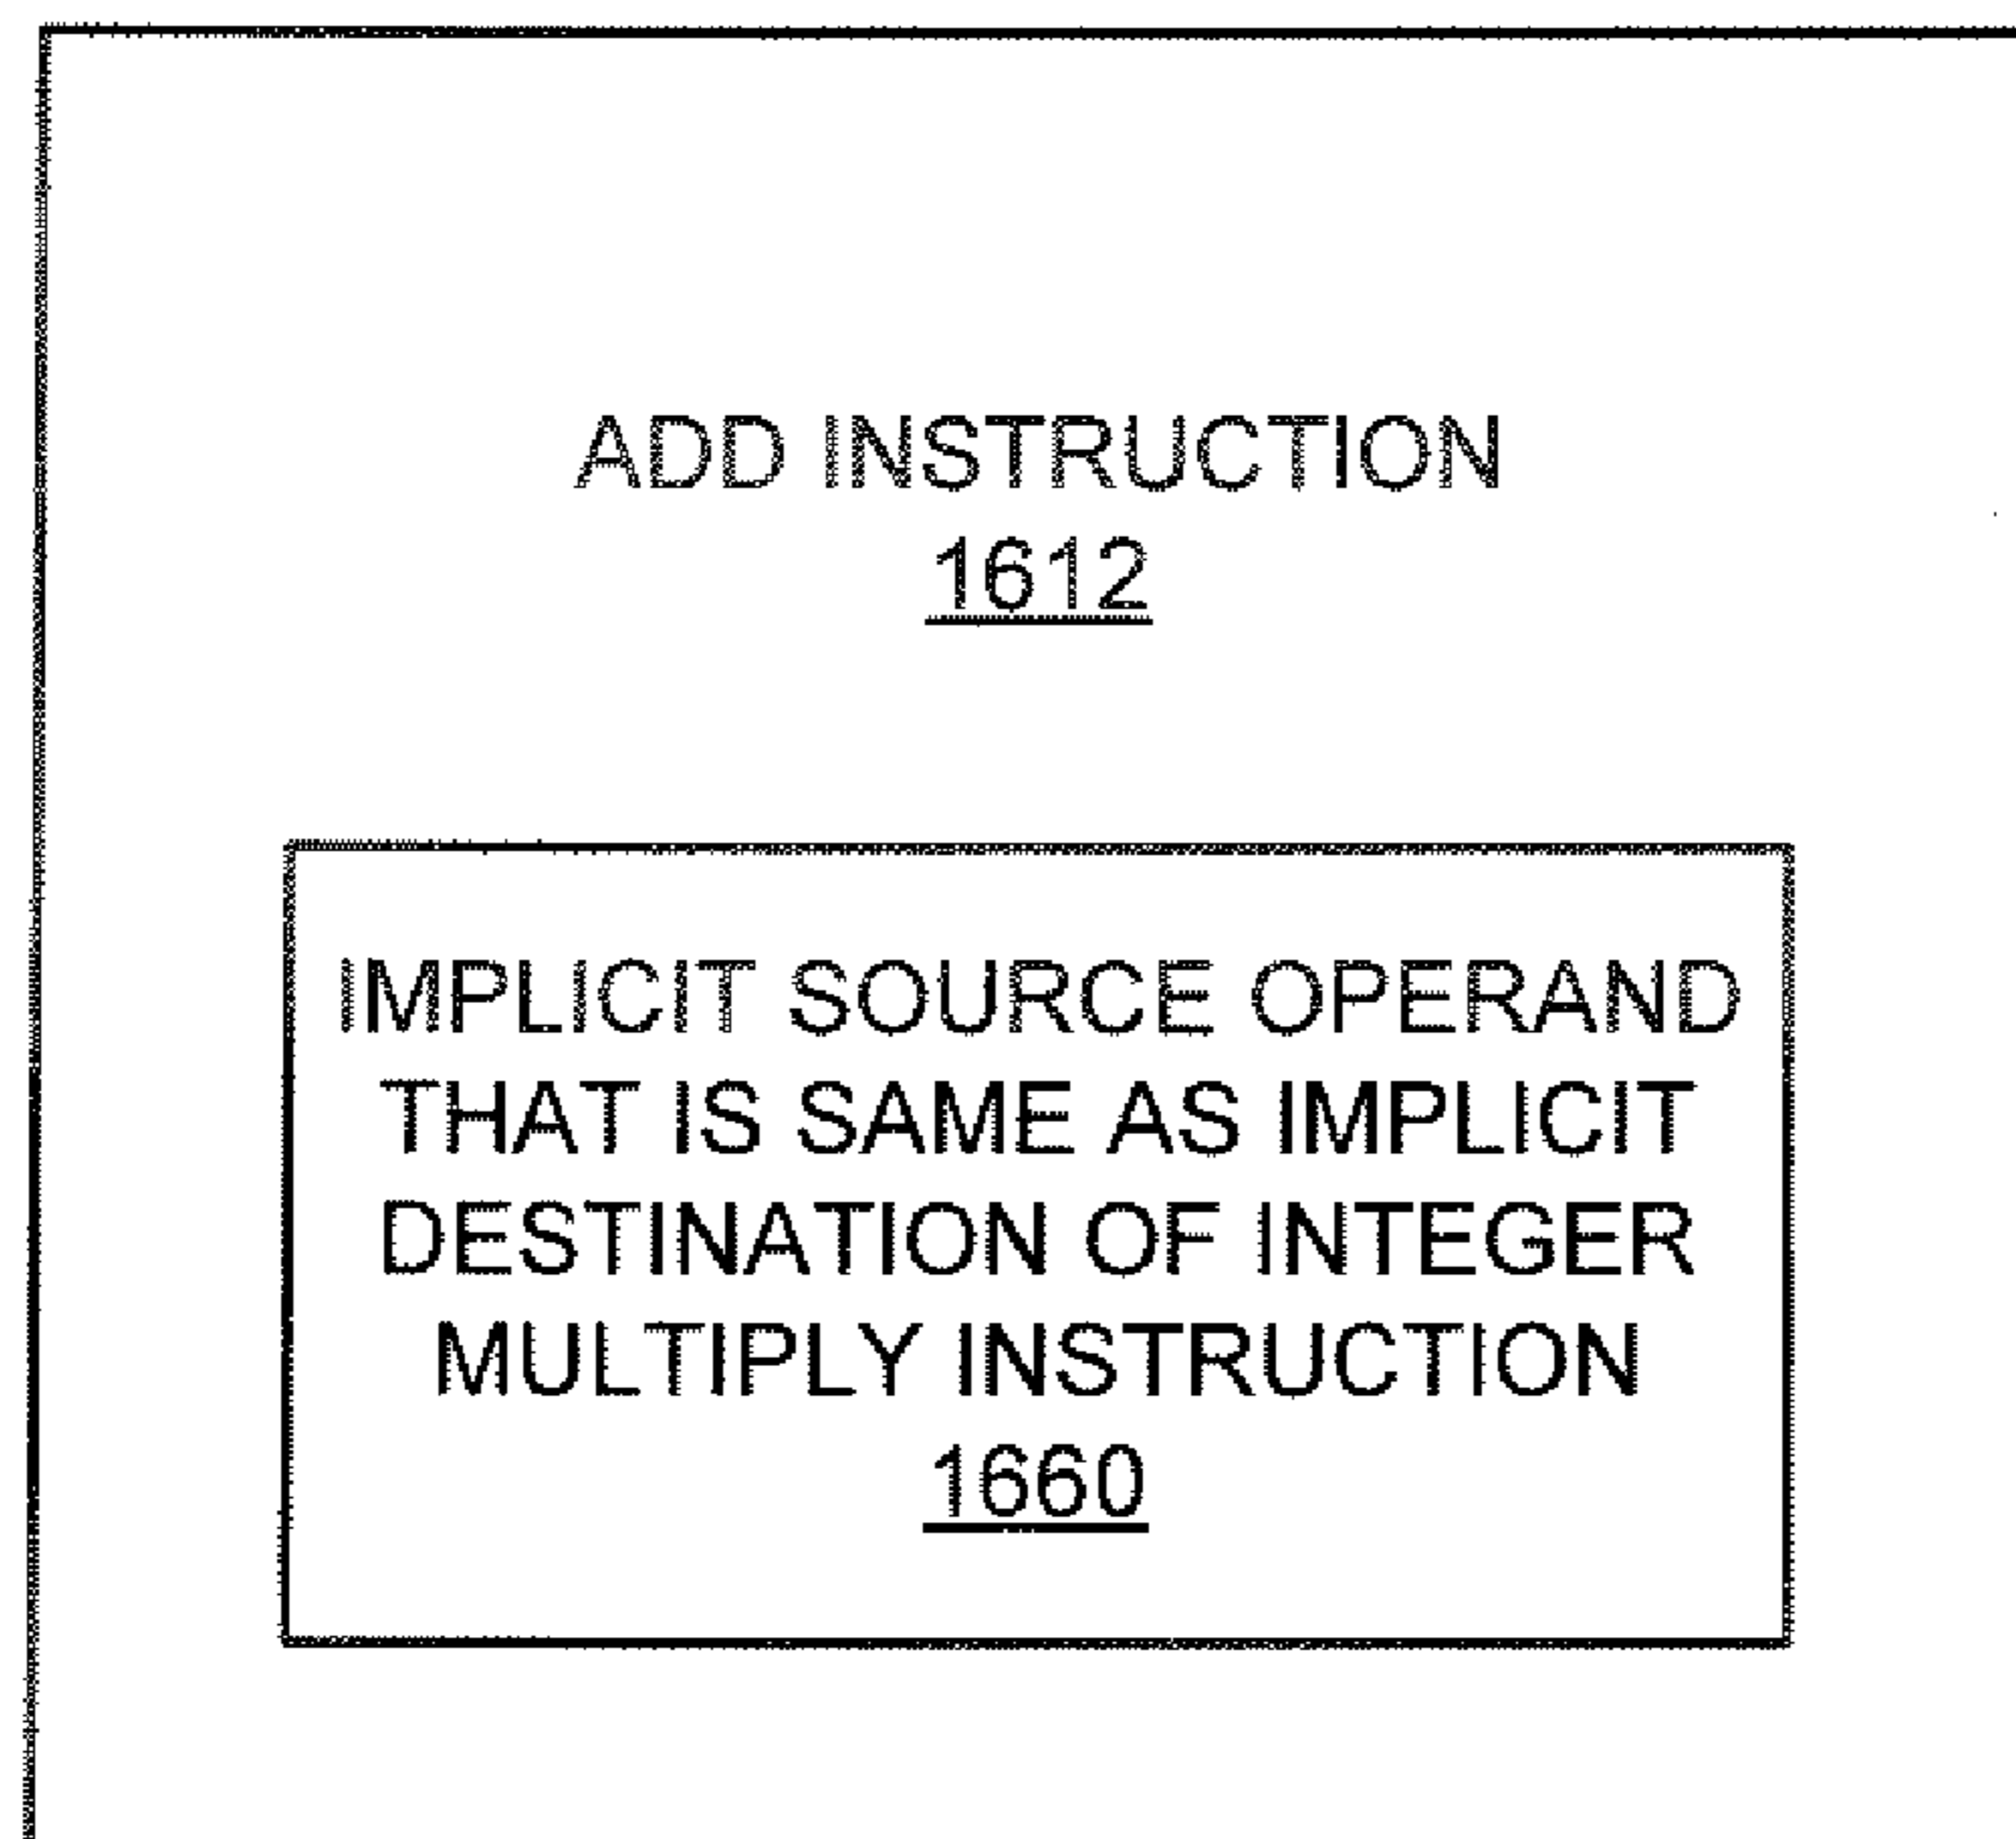 ADD INSTRUCTION
1612
IMPLICIT SOURCE OPERAND
THAT IS SAME AS IMPLICIT
DESTINATION OF INTEGER
MULTIPLY INSTRUCTION
1660